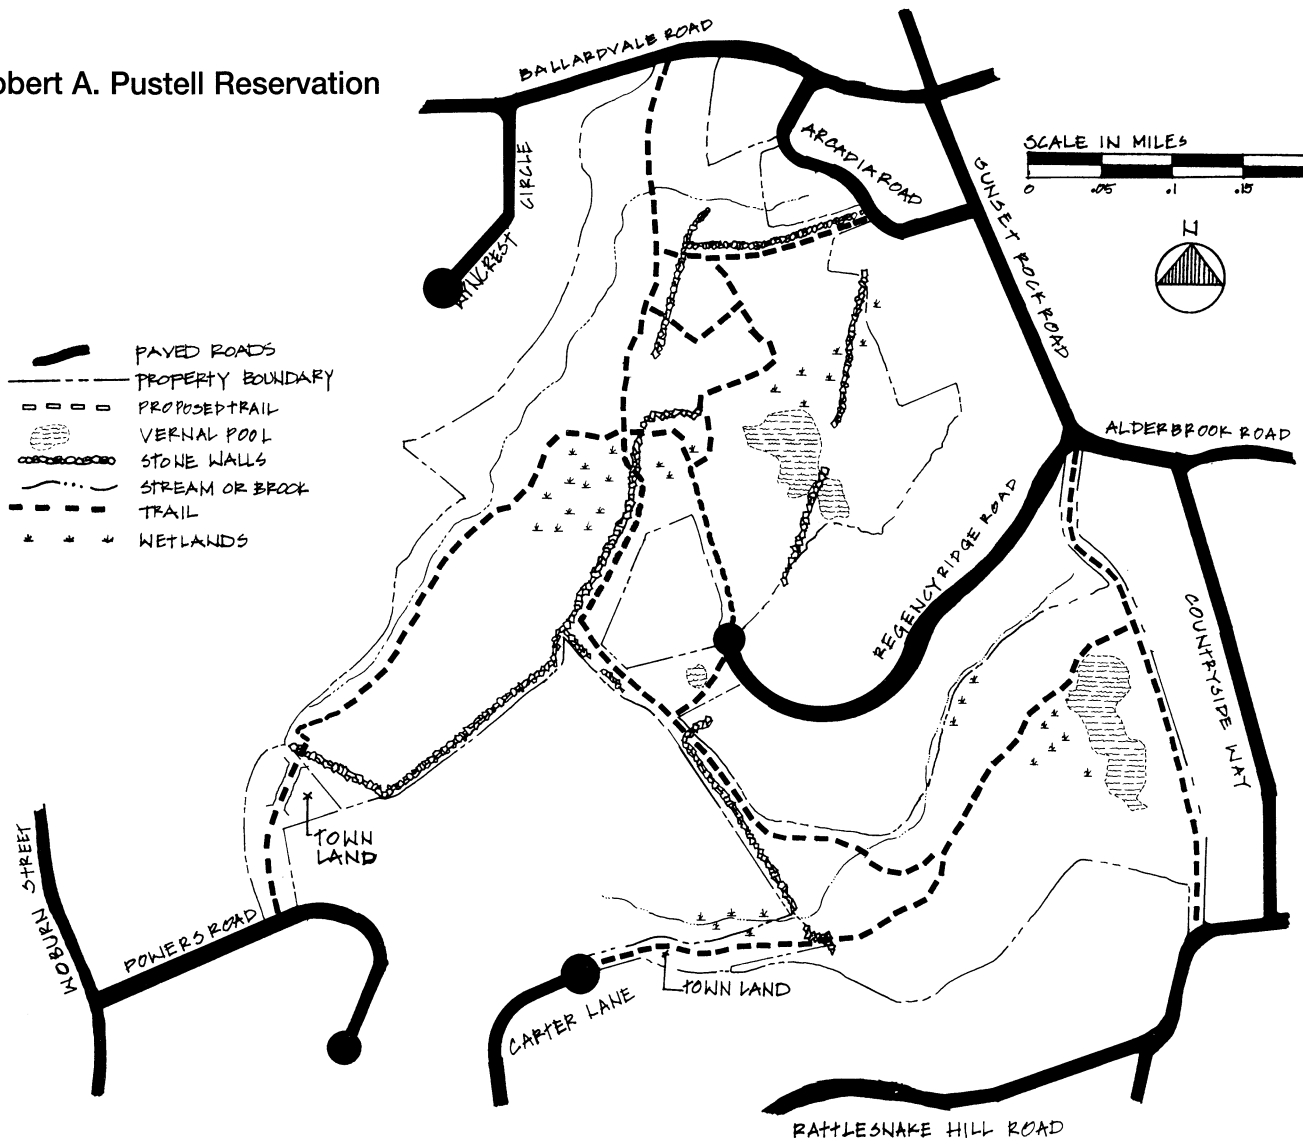 obert A. Pustell Reservation
BALLARDVALE ROAD
CIRCLE
ARCADIA ROAD
SCALE IN MILES
0 .05 .1 .15
SUNSET ROCK ROAD
PAVED ROADS
PROPERTY BOUNDARY
PROPOSED TRAIL
VERNAL POOL
STONE WALLS
STREAM OR BROOK
TRAIL
WETLANDS
ALDERBROOK ROAD
REGENCY RIDGE ROAD
COUNTRYSIDE WAY
TOWN
LAND
WOBURN STREET
POWERS ROAD
TOWN LAND
CARTER LANE
RATTLESNAKE HILL ROAD